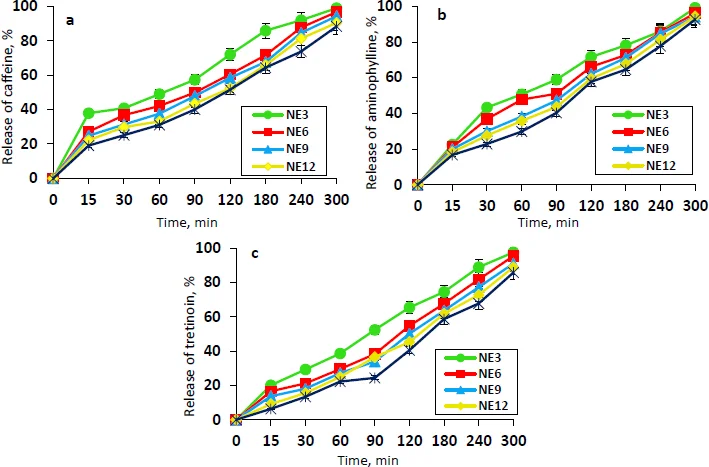 a
Release of caffeine, %
100
80
60
40
20
0
0 15 30 60 90 120 180 240 300
Time, min
NE3
NE6
NE9
NE12
b
Release of aminophylline, %
100
80
60
40
20
0
0 15 30 60 90 120 180 240 300
Time, min
NE3
NE6
NE9
NE12
c
Release of tretinoin, %
100
80
60
40
20
0
0 15 30 60 90 120 180 240 300
Time, min
NE3
NE6
NE9
NE12